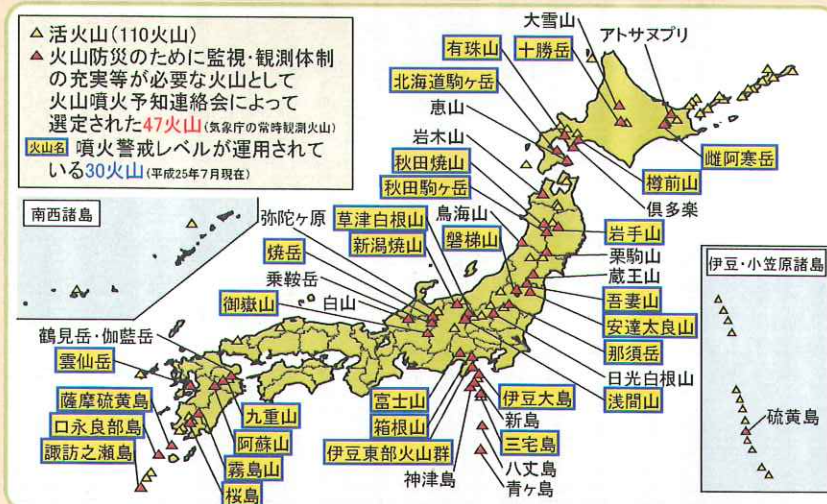 △ 活火山(110火山)
▲ 火山防災のために監視・観測体制
の充実等が必要な火山として
火山噴火予知連絡会によって
選定された47火山(気象庁の常時観測火山)
火山名 噴火警戒レベルが運用されて
いる30火山(平成25年7月現在)
大雪山
アトサヌプリ
有珠山
十勝岳
北海道駒ヶ岳
恵山
岩木山
秋田焼山
秋田駒ヶ岳
雌阿寒岳
樽前山
倶多楽
南西諸島
弥陀ヶ原
草津白根山
鳥海山
岩手山
焼岳
新潟焼山
磐梯山
栗駒山
乗鞍岳
蔵王山
伊豆・小笠原諸島
御嶽山
白山
吾妻山
安達太良山
鶴見岳・伽藍岳
那須岳
雲仙岳
日光白根山
薩摩硫黄島
九重山
富士山
伊豆大島
浅間山
口永良部島
阿蘇山
箱根山
新島
硫黄島
諏訪之瀬島
霧島山
伊豆東部火山群
三宅島
桜島
神津島
八丈島
青ヶ島